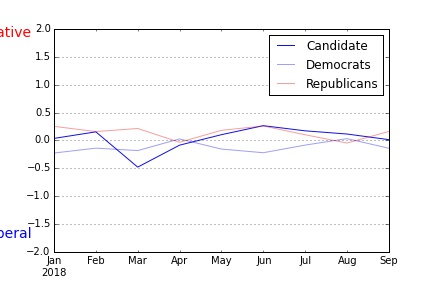 ative
2.0
1.5
1.0
0.5
0.0
−0.5
−1.0
−1.5
−2.0
beral
Candidate
Democrats
Republicans
Jan Feb Mar Apr May Jun Jul Aug Sep
2018